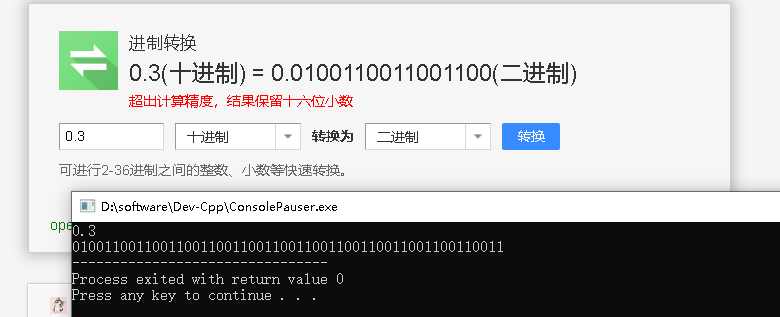 进制转换
0.3(十进制) = 0.0100110011001100(二进制)
超出计算精度，结果保留十六位小数
0.3 十进制 转换为 二进制 转换
可进行2-36进制之间的整数、小数等快速转换。
D:\software\Dev-Cpp\ConsolePauser.exe
ope
0.3
010011001100110011001100110011001100110011001100110011
--------------------------------
Process exited with return value 0
Press any key to continue . . .